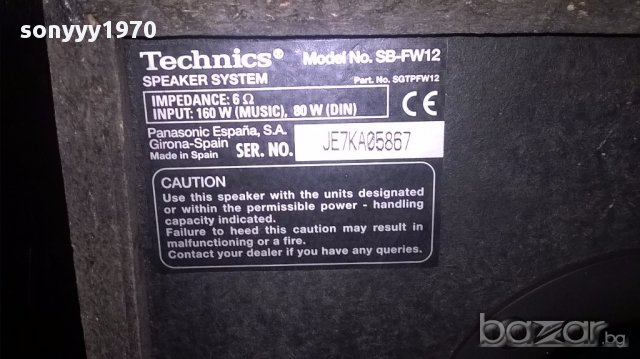 sonyyy1970
Technics® Model No. SB-FW12
SPEAKER SYSTEM Part. No. SGTPFW12
IMPEDANCE: 6 Ω
INPUT: 160 W (MUSIC), 80 W (DIN)
CE
Panasonic España, S.A.
Girona-Spain
Made in Spain SER. NO. JE7KA05867
CAUTION
Use this speaker with the units designated
or within the permissible power - handling
capacity indicated.
Failure to heed this caution may result in
malfunctioning or a fire.
Contact your dealer if you have any queries.
bazar.bg